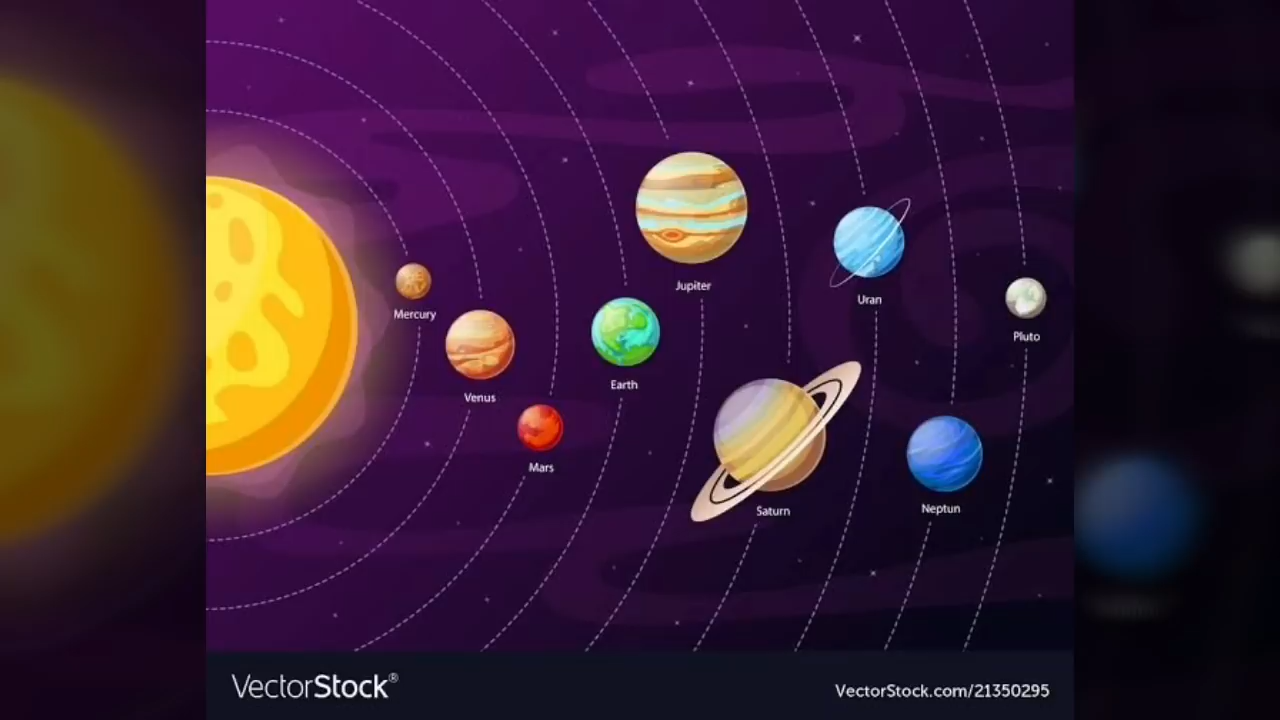 Mercury
Venus
Mars
Earth
Jupiter
Saturn
Uran
Neptun
Pluto
VectorStock®
VectorStock.com/21350295